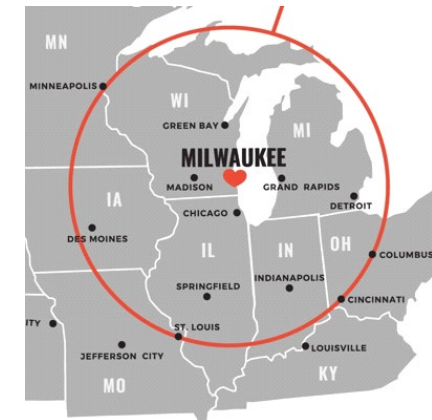 MN
MINNEAPOLIS
WI
GREEN BAY
MI
MILWAUKEE
MADISON
GRAND RAPIDS
IA
DETROIT
CHICAGO
DES MOINES
IL
IN
OH
COLUMBUS
INDIANAPOLIS
SPRINGFIELD
CINCINNATI
ITY
ST. LOUIS
LOUISVILLE
JEFFERSON CITY
KY
MO